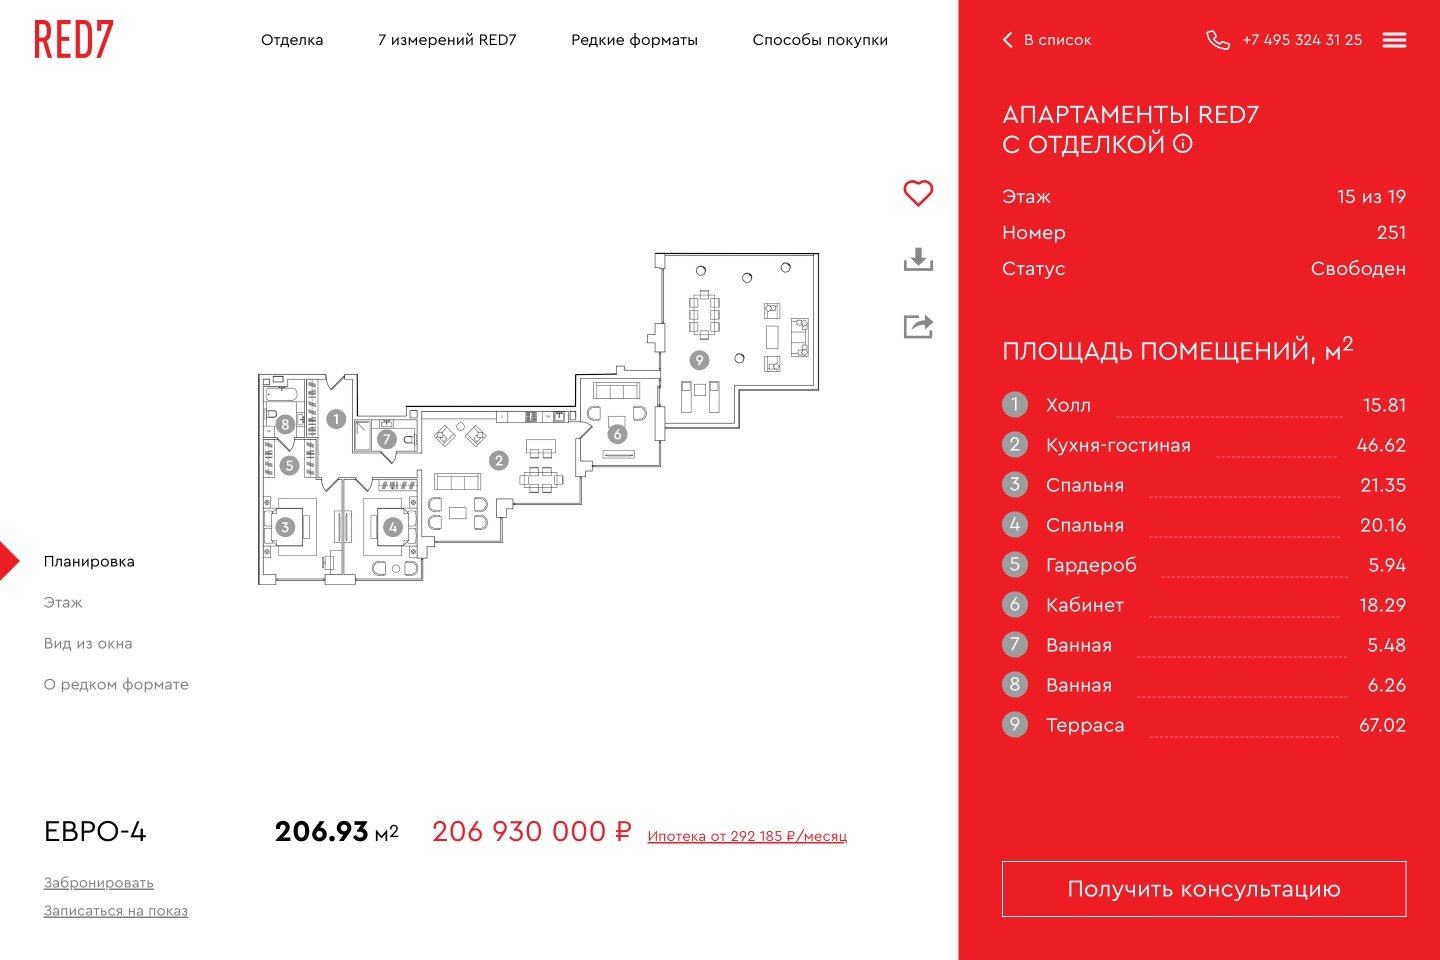 RED7
Отделка
7 измерений RED7
Редкие форматы
Способы покупки
В список
+7 495 324 31 25
АПАРТАМЕНТЫ RED7
С ОТДЕЛКОЙ
Этаж 15 из 19
Номер 251
Статус Свободен
ПЛОЩАДЬ ПОМЕЩЕНИЙ, м2
1 Холл 15.81
2 Кухня-гостиная 46.62
3 Спальня 21.35
4 Спальня 20.16
5 Гардероб 5.94
6 Кабинет 18.29
7 Ванная 5.48
8 Ванная 6.26
9 Терраса 67.02
Получить консультацию
9
1
8
7
6
2
5
3
4
Планировка
Этаж
Вид из окна
О редком формате
ЕВРО-4
206.93 м2
206 930 000 ₽
Ипотека от 292 185 ₽/месяц
Забронировать
Записаться на показ